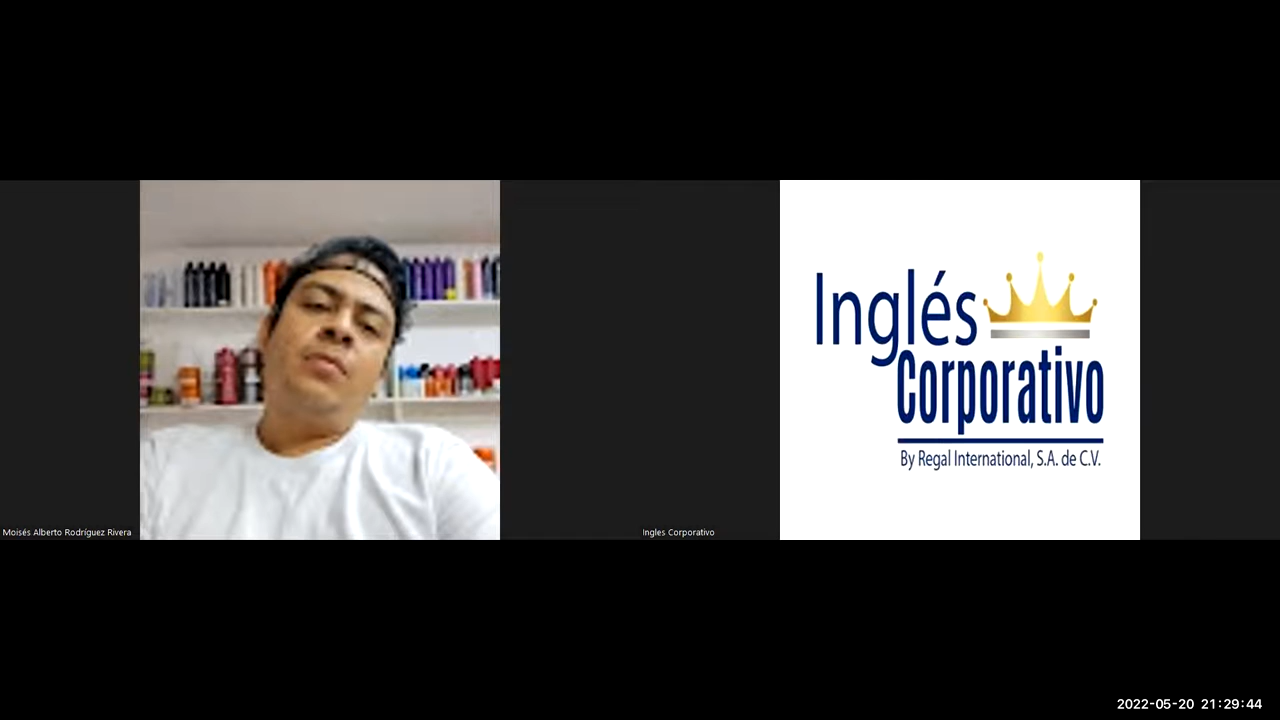 Inglés
Corporativo
By Regal International, S.A. de C.V.
Moisés Alberto Rodríguez Rivera
Ingles Corporativo
2022-05-20 21:29:44